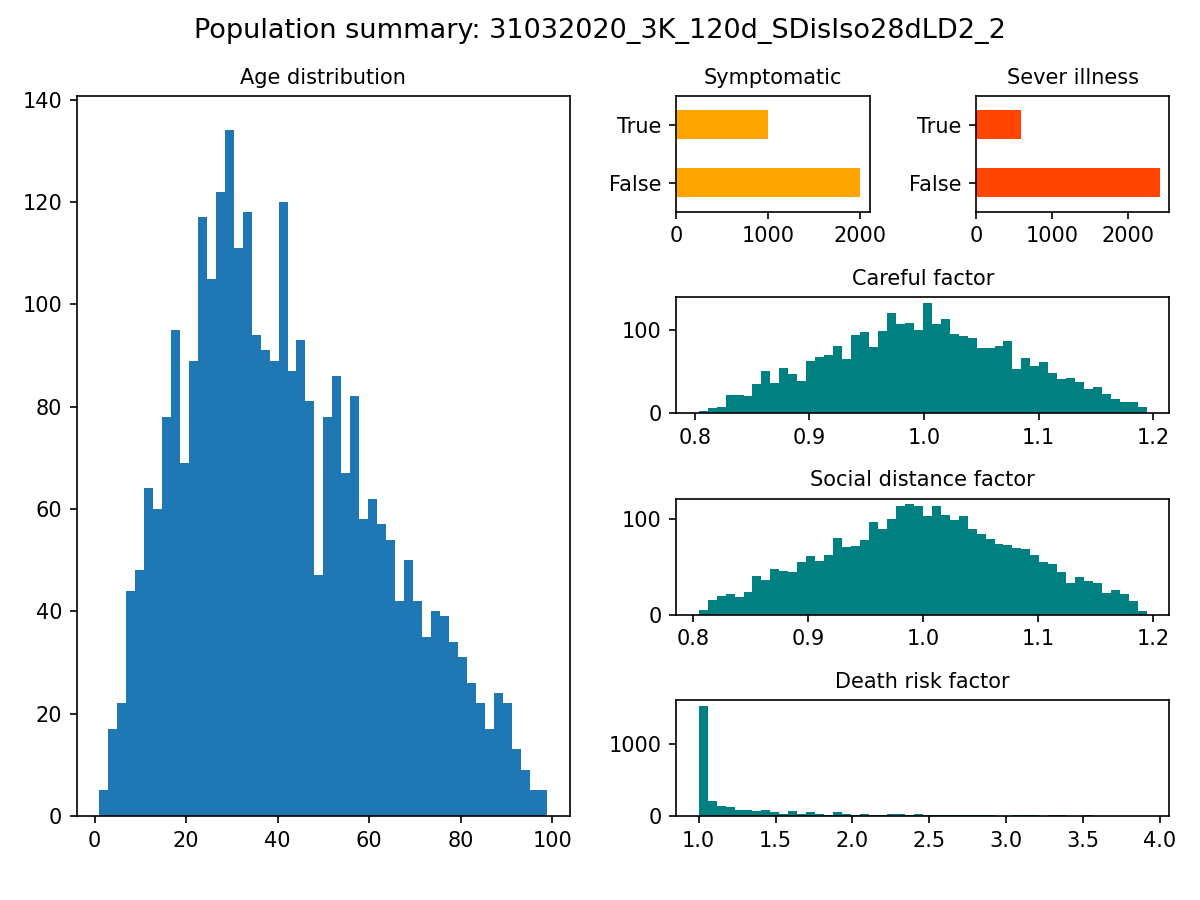 Population summary: 31032020_3K_120d_SDisIso28dLD2_2
Age distribution
140
120
100
80
60
40
20
0
0 20 40 60 80 100
Symptomatic
True
False
0 1000 2000
Sever illness
True
False
0 1000 2000
Careful factor
100
0
0.8 0.9 1.0 1.1 1.2
Social distance factor
100
0
0.8 0.9 1.0 1.1 1.2
Death risk factor
1000
0
1.0 1.5 2.0 2.5 3.0 3.5 4.0